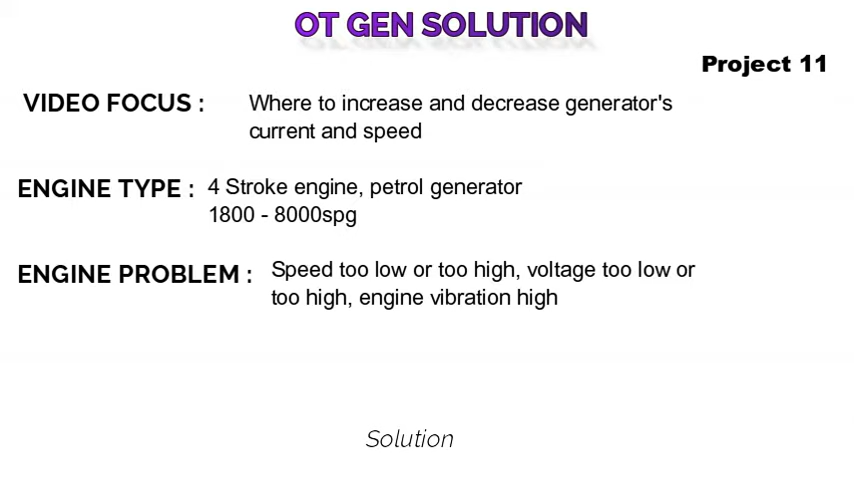 OT GEN SOLUTION
Project 11
VIDEO FOCUS : Where to increase and decrease generator's
current and speed
ENGINE TYPE : 4 Stroke engine, petrol generator
1800 - 8000spg
ENGINE PROBLEM : Speed too low or too high, voltage too low or
too high, engine vibration high
Solution